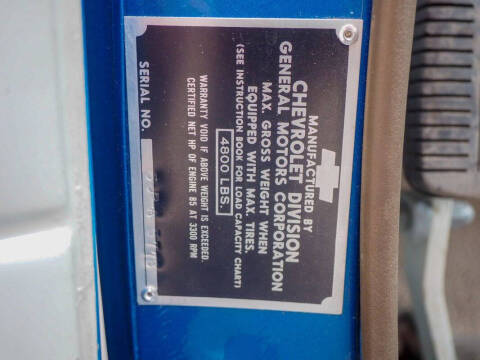 MANUFACTURED BY
CHEVROLET DIVISION
GENERAL MOTORS CORPORATION
MAX. GROSS WEIGHT WHEN
EQUIPPED WITH MAX. TIRES.
(SEE INSTRUCTION BOOK FOR LOAD CAPACITY CHART)
4800 LBS.
WARRANTY VOID IF ABOVE WEIGHT IS EXCEEDED.
CERTIFIED NET HP OF ENGINE 85 AT 3300 RPM
SERIAL NO.